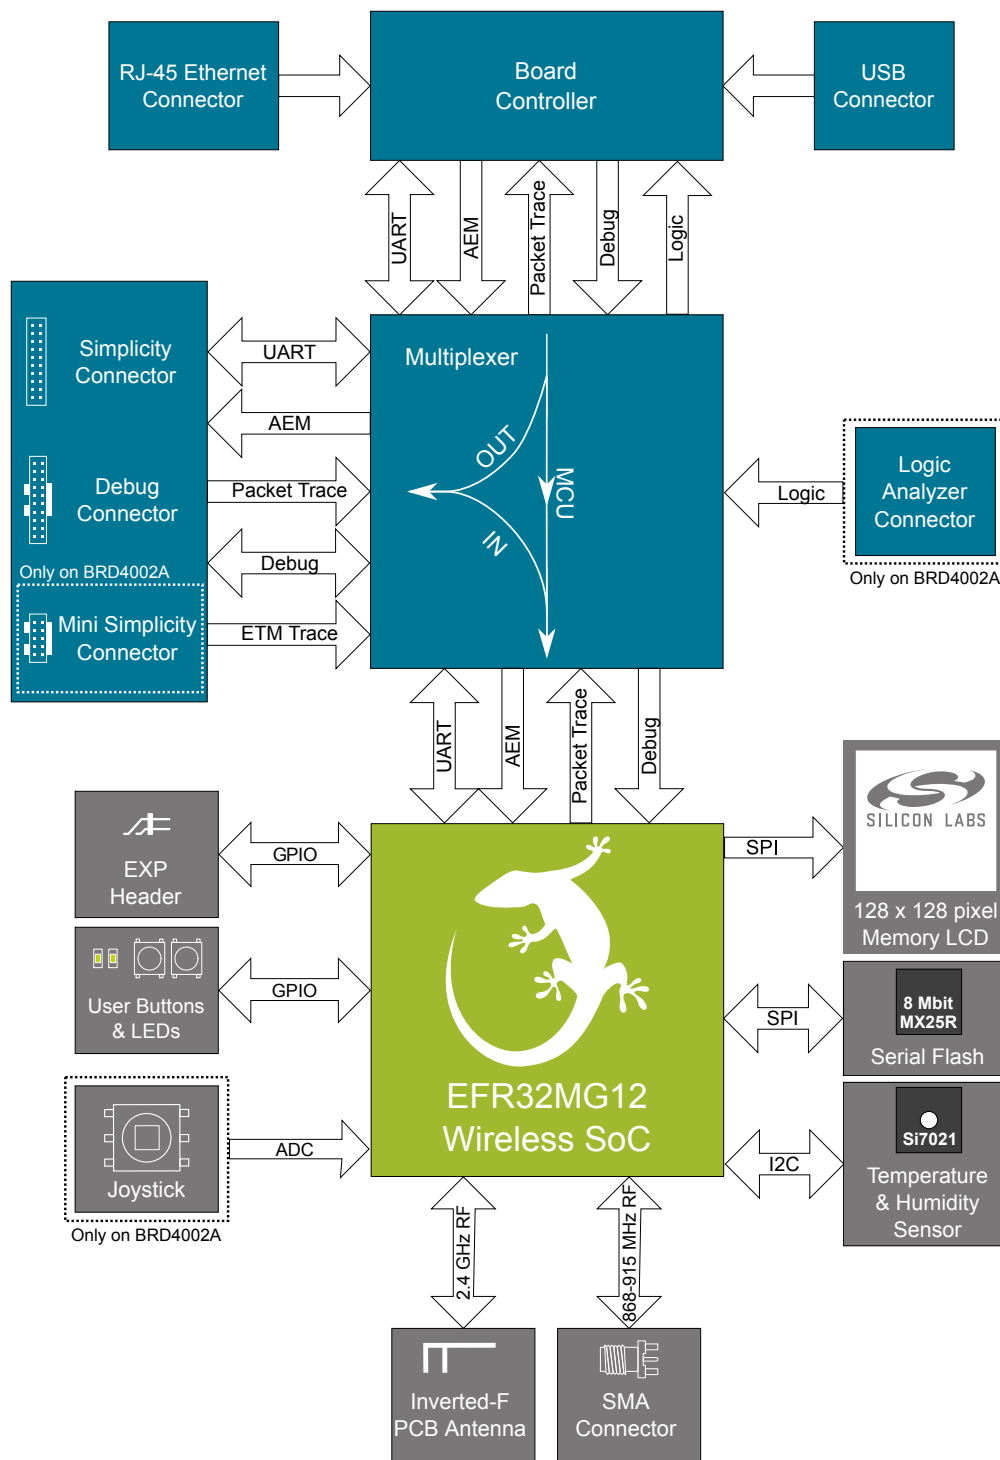 RJ-45 Ethernet
Connector
Board
Controller
USB
Connector
UART
AEM
Packet Trace
Debug
Logic
Simplicity
Connector
Debug
Connector
Only on BRD4002A
Mini Simplicity
Connector
UART
AEM
Packet Trace
Debug
ETM Trace
Multiplexer
OUT
MCU
IN
Logic
Logic
Analyzer
Connector
Only on BRD4002A
UART
AEM
Packet Trace
Debug
EXP
Header
GPIO
User Buttons
& LEDs
GPIO
Joystick
Only on BRD4002A
ADC
EFR32MG12
Wireless SoC
SPI
SILICON LABS
128 x 128 pixel
Memory LCD
SPI
8 Mbit
MX25R
Serial Flash
I2C
Si7021
Temperature
& Humidity
Sensor
2.4 GHz RF
868-915 MHz RF
Inverted-F
PCB Antenna
SMA
Connector